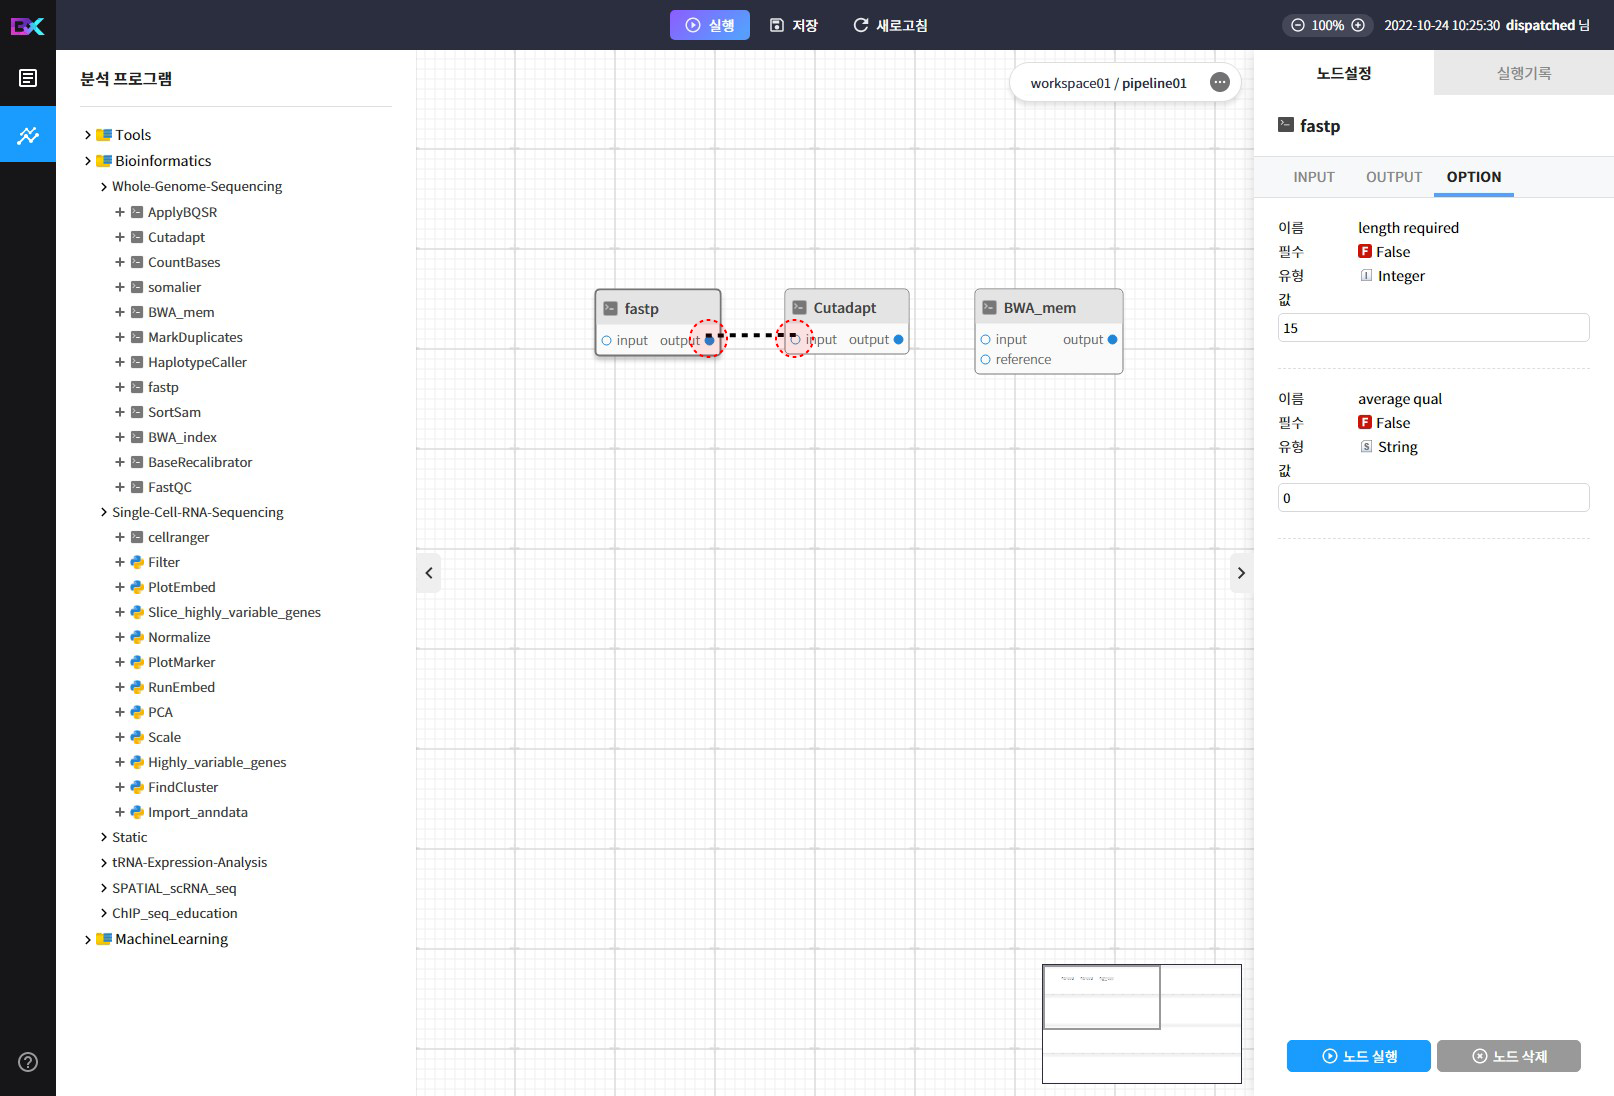 BX
실행
저장
새로고침
100%
2022-10-24 10:25:30 dispatched 님
분석 프로그램
Tools
Bioinformatics
Whole-Genome-Sequencing
ApplyBQSR
Cutadapt
CountBases
somalier
BWA_mem
MarkDuplicates
HaplotypeCaller
fastp
SortSam
BWA_index
BaseRecalibrator
FastQC
Single-Cell-RNA-Sequencing
cellranger
Filter
PlotEmbed
Slice_highly_variable_genes
Normalize
PlotMarker
RunEmbed
PCA
Scale
Highly_variable_genes
FindCluster
Import_anndata
Static
tRNA-Expression-Analysis
SPATIAL_scRNA_seq
ChIP_seq_education
MachineLearning
workspace01 / pipeline01
fastp
input output
Cutadapt
input output
BWA_mem
input output
reference
노드설정
실행기록
fastp
INPUT OUTPUT OPTION
이름 length required
필수 F False
유형 I Integer
값
15
이름 average qual
필수 F False
유형 S String
값
0
노드 실행
노드 삭제